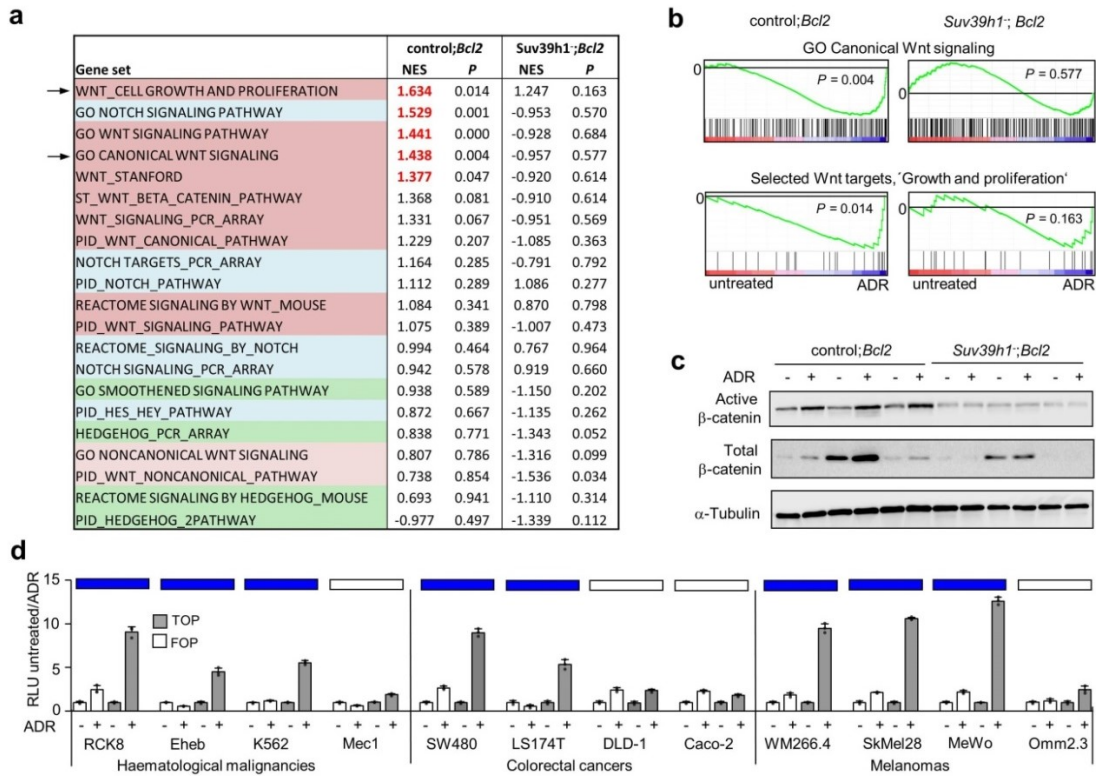 a
control;Bcl2 Suv39h1-;Bcl2
Gene set NES P NES P
WNT_CELL GROWTH AND PROLIFERATION 1.634 0.014 1.247 0.163
GO NOTCH SIGNALING PATHWAY 1.529 0.001 -0.953 0.570
GO WNT SIGNALING PATHWAY 1.441 0.000 -0.928 0.684
GO CANONICAL WNT SIGNALING 1.438 0.004 -0.957 0.577
WNT_STANFORD 1.377 0.047 -0.920 0.614
ST_WNT_BETA_CATENIN_PATHWAY 1.368 0.081 -0.910 0.614
WNT_SIGNALING_PCR_ARRAY 1.331 0.067 -0.951 0.569
PID_WNT_CANONICAL_PATHWAY 1.229 0.207 -1.085 0.363
NOTCH TARGETS_PCR_ARRAY 1.164 0.285 -0.791 0.792
PID_NOTCH_PATHWAY 1.112 0.289 1.086 0.277
REACTOME SIGNALING BY WNT_MOUSE 1.084 0.341 0.870 0.798
PID_WNT_SIGNALING_PATHWAY 1.075 0.389 -1.007 0.473
REACTOME_SIGNALING_BY_NOTCH 0.994 0.464 0.767 0.964
NOTCH SIGNALING_PCR_ARRAY 0.942 0.578 0.919 0.660
GO SMOOTHENED SIGNALING PATHWAY 0.938 0.589 -1.150 0.202
PID_HES_HEY_PATHWAY 0.872 0.667 -1.135 0.262
HEDGEHOG_PCR_ARRAY 0.838 0.771 -1.343 0.052
GO NONCANONICAL WNT SIGNALING 0.807 0.786 -1.316 0.099
PID_WNT_NONCANONICAL_PATHWAY 0.738 0.854 -1.536 0.034
REACTOME SIGNALING BY HEDGEHOG_MOUSE 0.693 0.941 -1.110 0.314
PID_HEDGEHOG_2PATHWAY -0.977 0.497 -1.339 0.112
b
control;Bcl2 Suv39h1-; Bcl2
GO Canonical Wnt signaling
0 P = 0.004 0 P = 0.577
Selected Wnt targets,´Growth and proliferation‘
0 P = 0.014 0 P = 0.163
untreated ADR untreated ADR
c
control;Bcl2 Suv39h1-;Bcl2
ADR - + - + - + - + - + - +
Active
β-catenin
Total
β-catenin
α-Tubulin
d
RLU untreated/ADR
15
10
5
0
TOP
FOP
ADR - + - + - + - + - + - + - + - + - + - + - + - + - + - + - + - + - + - + - + - + - + - + - + - +
RCK8 Eheb K562 Mec1 SW480 LS174T DLD-1 Caco-2 WM266.4 SkMel28 MeWo Omm2.3
Haematological malignancies Colorectal cancers Melanomas